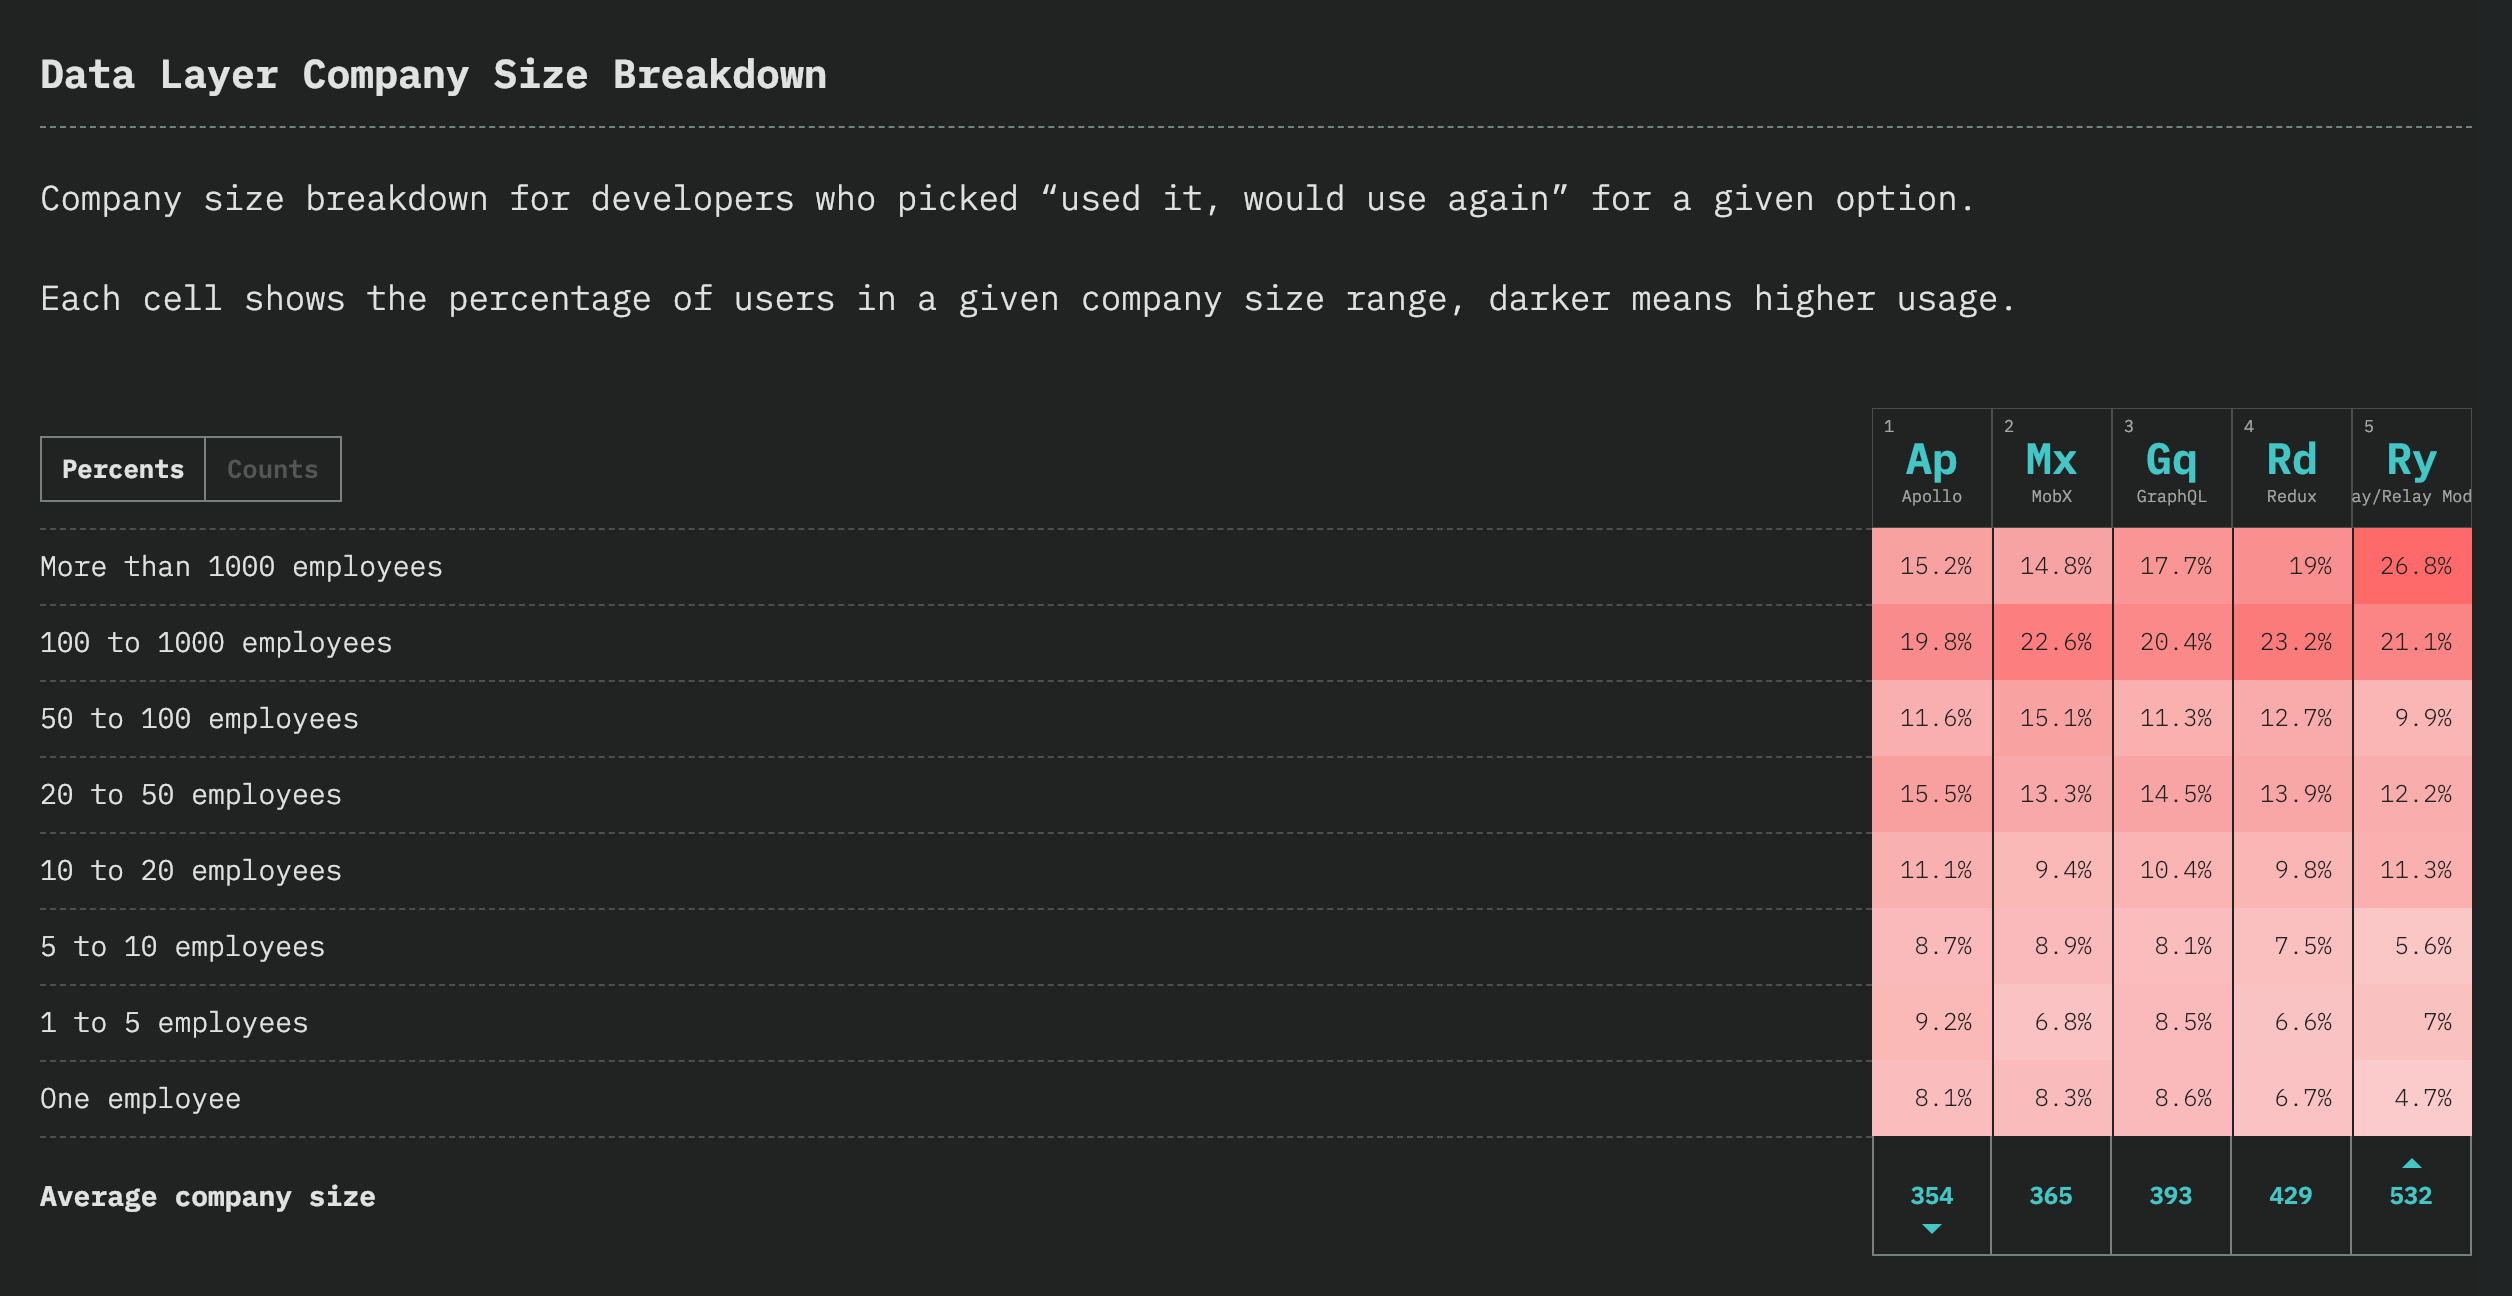 Data Layer Company Size Breakdown
Company size breakdown for developers who picked “used it, would use again” for a given option.
Each cell shows the percentage of users in a given company size range, darker means higher usage.
Percents Counts
1 2 3 4 5
Ap Mx Gq Rd Ry
Apollo MobX GraphQL Redux ay/Relay Mod
More than 1000 employees 15.2% 14.8% 17.7% 19% 26.8%
100 to 1000 employees 19.8% 22.6% 20.4% 23.2% 21.1%
50 to 100 employees 11.6% 15.1% 11.3% 12.7% 9.9%
20 to 50 employees 15.5% 13.3% 14.5% 13.9% 12.2%
10 to 20 employees 11.1% 9.4% 10.4% 9.8% 11.3%
5 to 10 employees 8.7% 8.9% 8.1% 7.5% 5.6%
1 to 5 employees 9.2% 6.8% 8.5% 6.6% 7%
One employee 8.1% 8.3% 8.6% 6.7% 4.7%
Average company size 354 365 393 429 532